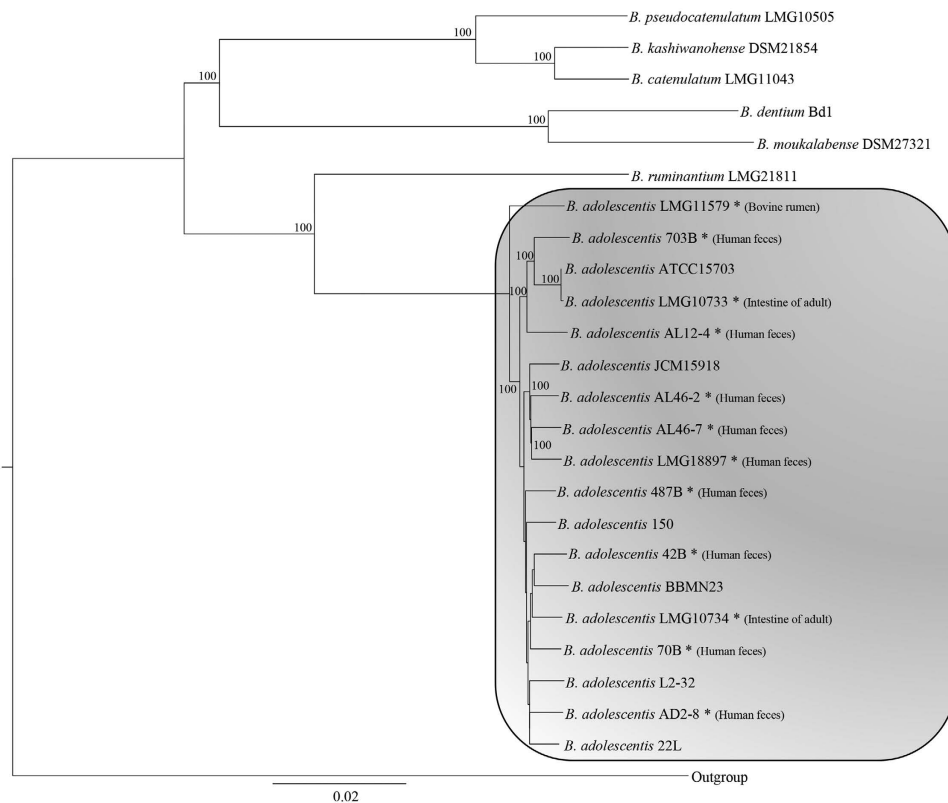 B. pseudocatenulatum LMG10505
100
B. kashiwanohense DSM21854
100
100
B. catenulatum LMG11043
B. dentium Bd1
100
B. moukalabense DSM27321
B. ruminantium LMG21811
B. adolescentis LMG11579 * (Bovine rumen)
100
B. adolescentis 703B * (Human feces)
100
B. adolescentis ATCC15703
100
100
B. adolescentis LMG10733 * (Intestine of adult)
B. adolescentis AL12-4 * (Human feces)
B. adolescentis JCM15918
100
100
B. adolescentis AL46-2 * (Human feces)
B. adolescentis AL46-7 * (Human feces)
100
B. adolescentis LMG18897 * (Human feces)
B. adolescentis 487B * (Human feces)
B. adolescentis 150
B. adolescentis 42B * (Human feces)
B. adolescentis BBMN23
B. adolescentis LMG10734 * (Intestine of adult)
B. adolescentis 70B * (Human feces)
B. adolescentis L2-32
B. adolescentis AD2-8 * (Human feces)
B. adolescentis 22L
Outgroup
0.02